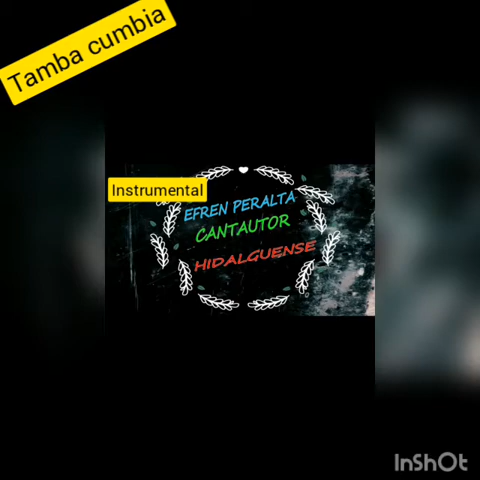 Tamba cumbia
Instrumental
EFREN PERALTA
CANTAUTOR
HIDALGUENSE
InShOt